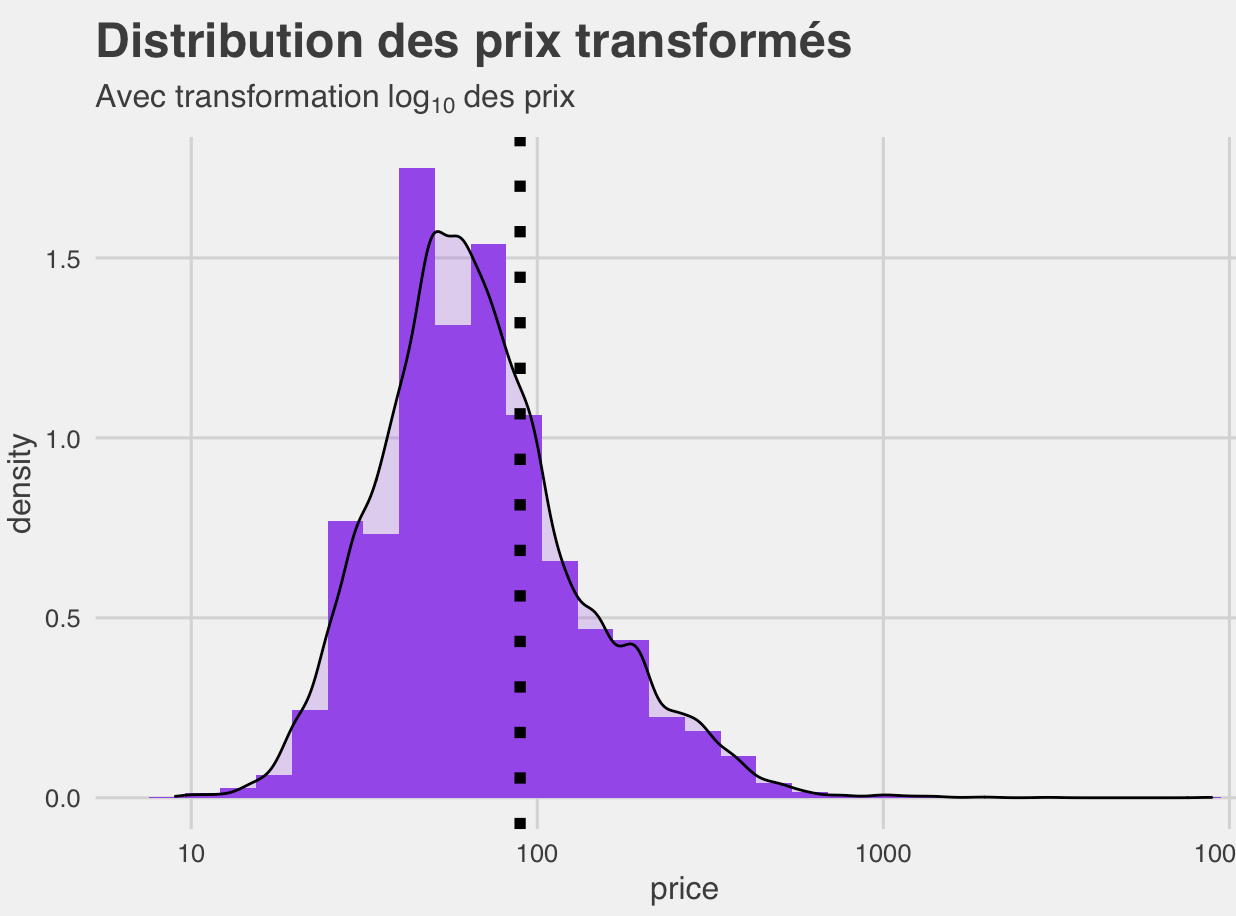 Distribution des prix transformés
Avec transformation log₁₀ des prix
density
1.5
1.0
0.5
0.0
10 100 1000 100
price